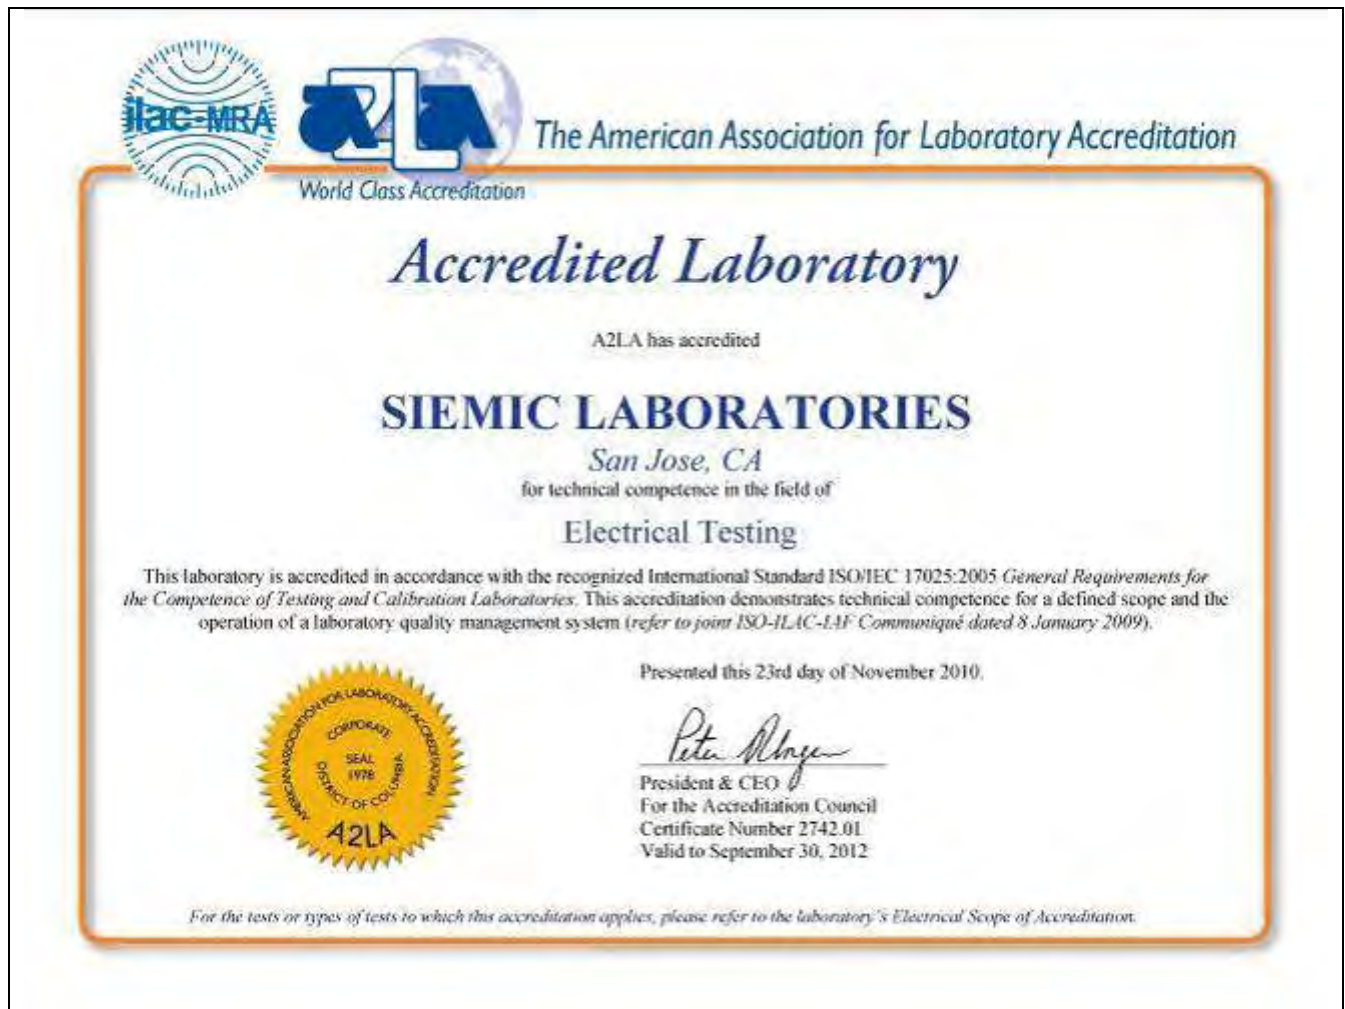 ilac-MRA
A2LA
The American Association for Laboratory Accreditation
World Class Accreditation
Accredited Laboratory
A2LA has accredited
SIEMIC LABORATORIES
San Jose, CA
for technical competence in the field of
Electrical Testing
This laboratory is accredited in accordance with the recognized International Standard ISO/IEC 17025:2005 General Requirements for
the Competence of Testing and Calibration Laboratories. This accreditation demonstrates technical competence for a defined scope and the
operation of a laboratory quality management system (refer to joint ISO-ILAC-IAF Communiqué dated 8 January 2009).
Presented this 23rd day of November 2010.
AMERICAN ASSOCIATION FOR LABORATORY ACCREDITATION
CORPORATE
SEAL
1978
DISTRICT OF COLUMBIA
A2LA
Peter
President & CEO
For the Accreditation Council
Certificate Number 2742.01
Valid to September 30, 2012
For the tests or types of tests to which this accreditation applies, please refer to the laboratory's Electrical Scope of Accreditation.